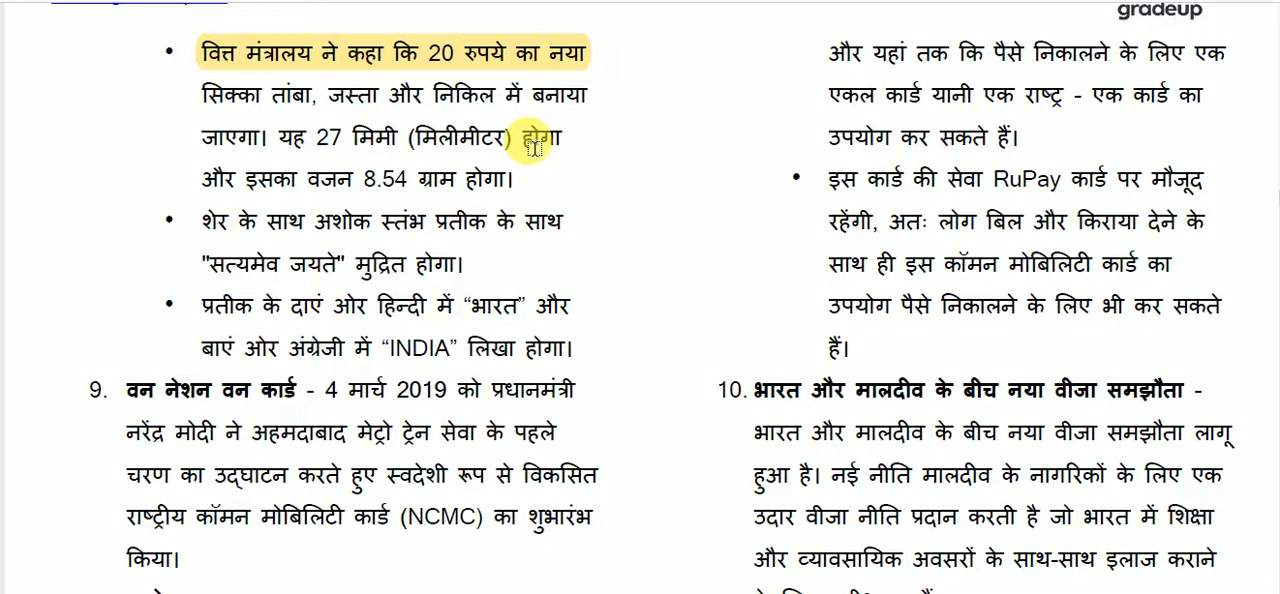 gradeup
• वित्त मंत्रालय ने कहा कि 20 रुपये का नया
सिक्का तांबा, जस्ता और निकिल में बनाया
जाएगा। यह 27 मिमी (मिलीमीटर) होगा
और इसका वजन 8.54 ग्राम होगा।
• शेर के साथ अशोक स्तंभ प्रतीक के साथ
"सत्यमेव जयते" मुद्रित होगा।
• प्रतीक के दाएं ओर हिन्दी में “भारत” और
बाएं ओर अंग्रेजी में “INDIA” लिखा होगा।
9. वन नेशन वन कार्ड - 4 मार्च 2019 को प्रधानमंत्री
नरेंद्र मोदी ने अहमदाबाद मेट्रो ट्रेन सेवा के पहले
चरण का उद्घाटन करते हुए स्वदेशी रूप से विकसित
राष्ट्रीय कॉमन मोबिलिटी कार्ड (NCMC) का शुभारंभ
किया।
और यहां तक कि पैसे निकालने के लिए एक
एकल कार्ड यानी एक राष्ट्र - एक कार्ड का
उपयोग कर सकते हैं।
• इस कार्ड की सेवा RuPay कार्ड पर मौजूद
रहेंगी, अतः लोग बिल और किराया देने के
साथ ही इस कॉमन मोबिलिटी कार्ड का
उपयोग पैसे निकालने के लिए भी कर सकते
हैं।
10. भारत और मालदीव के बीच नया वीजा समझौता -
भारत और मालदीव के बीच नया वीजा समझौता लागू
हुआ है। नई नीति मालदीव के नागरिकों के लिए एक
उदार वीजा नीति प्रदान करती है जो भारत में शिक्षा
और व्यावसायिक अवसरों के साथ-साथ इलाज कराने